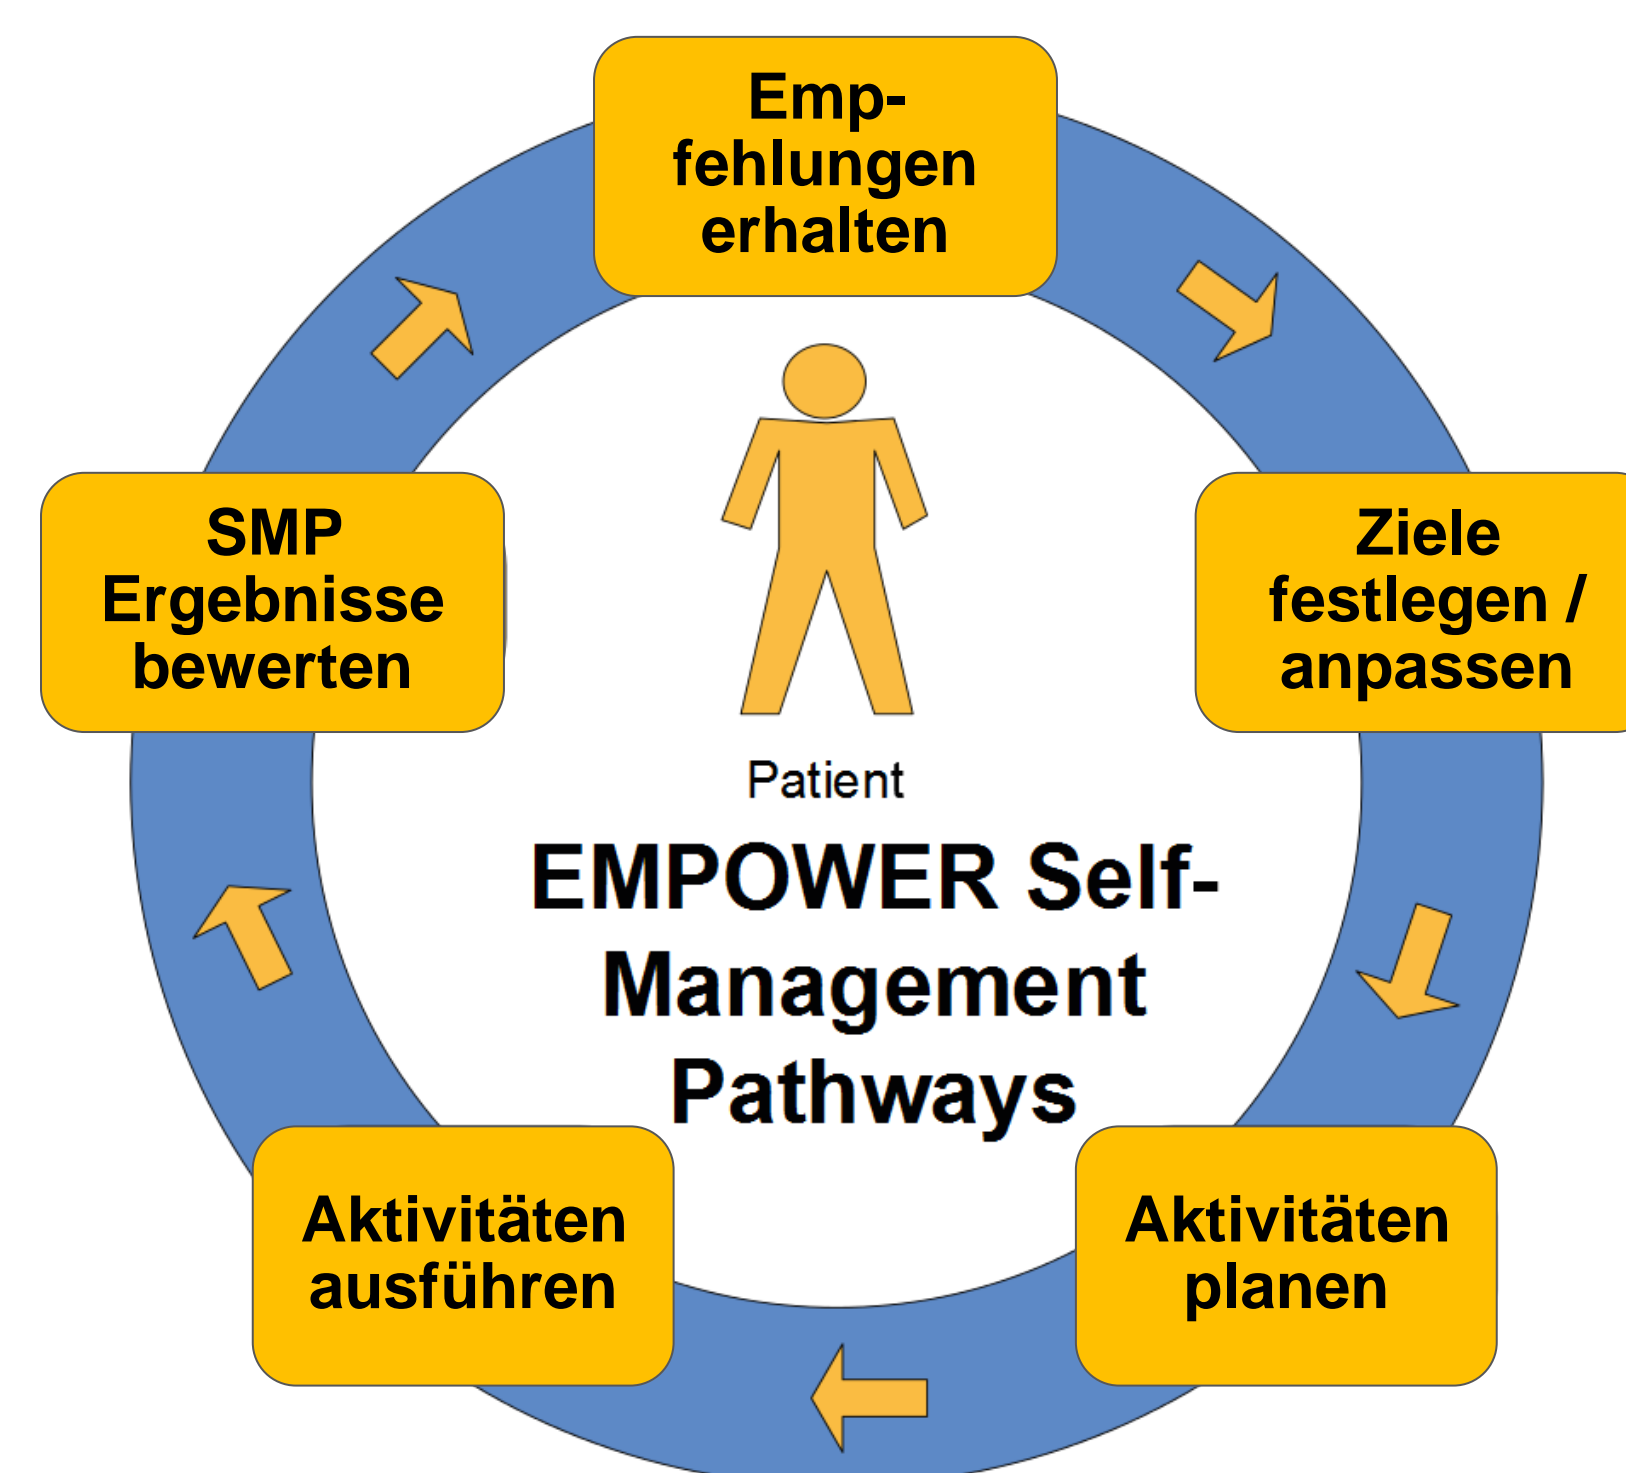 Emp-
fehlungen
erhalten
SMP
Ergebnisse
bewerten
Ziele
festlegen /
anpassen
Patient
EMPOWER Self-
Management
Pathways
Aktivitäten
ausführen
Aktivitäten
planen